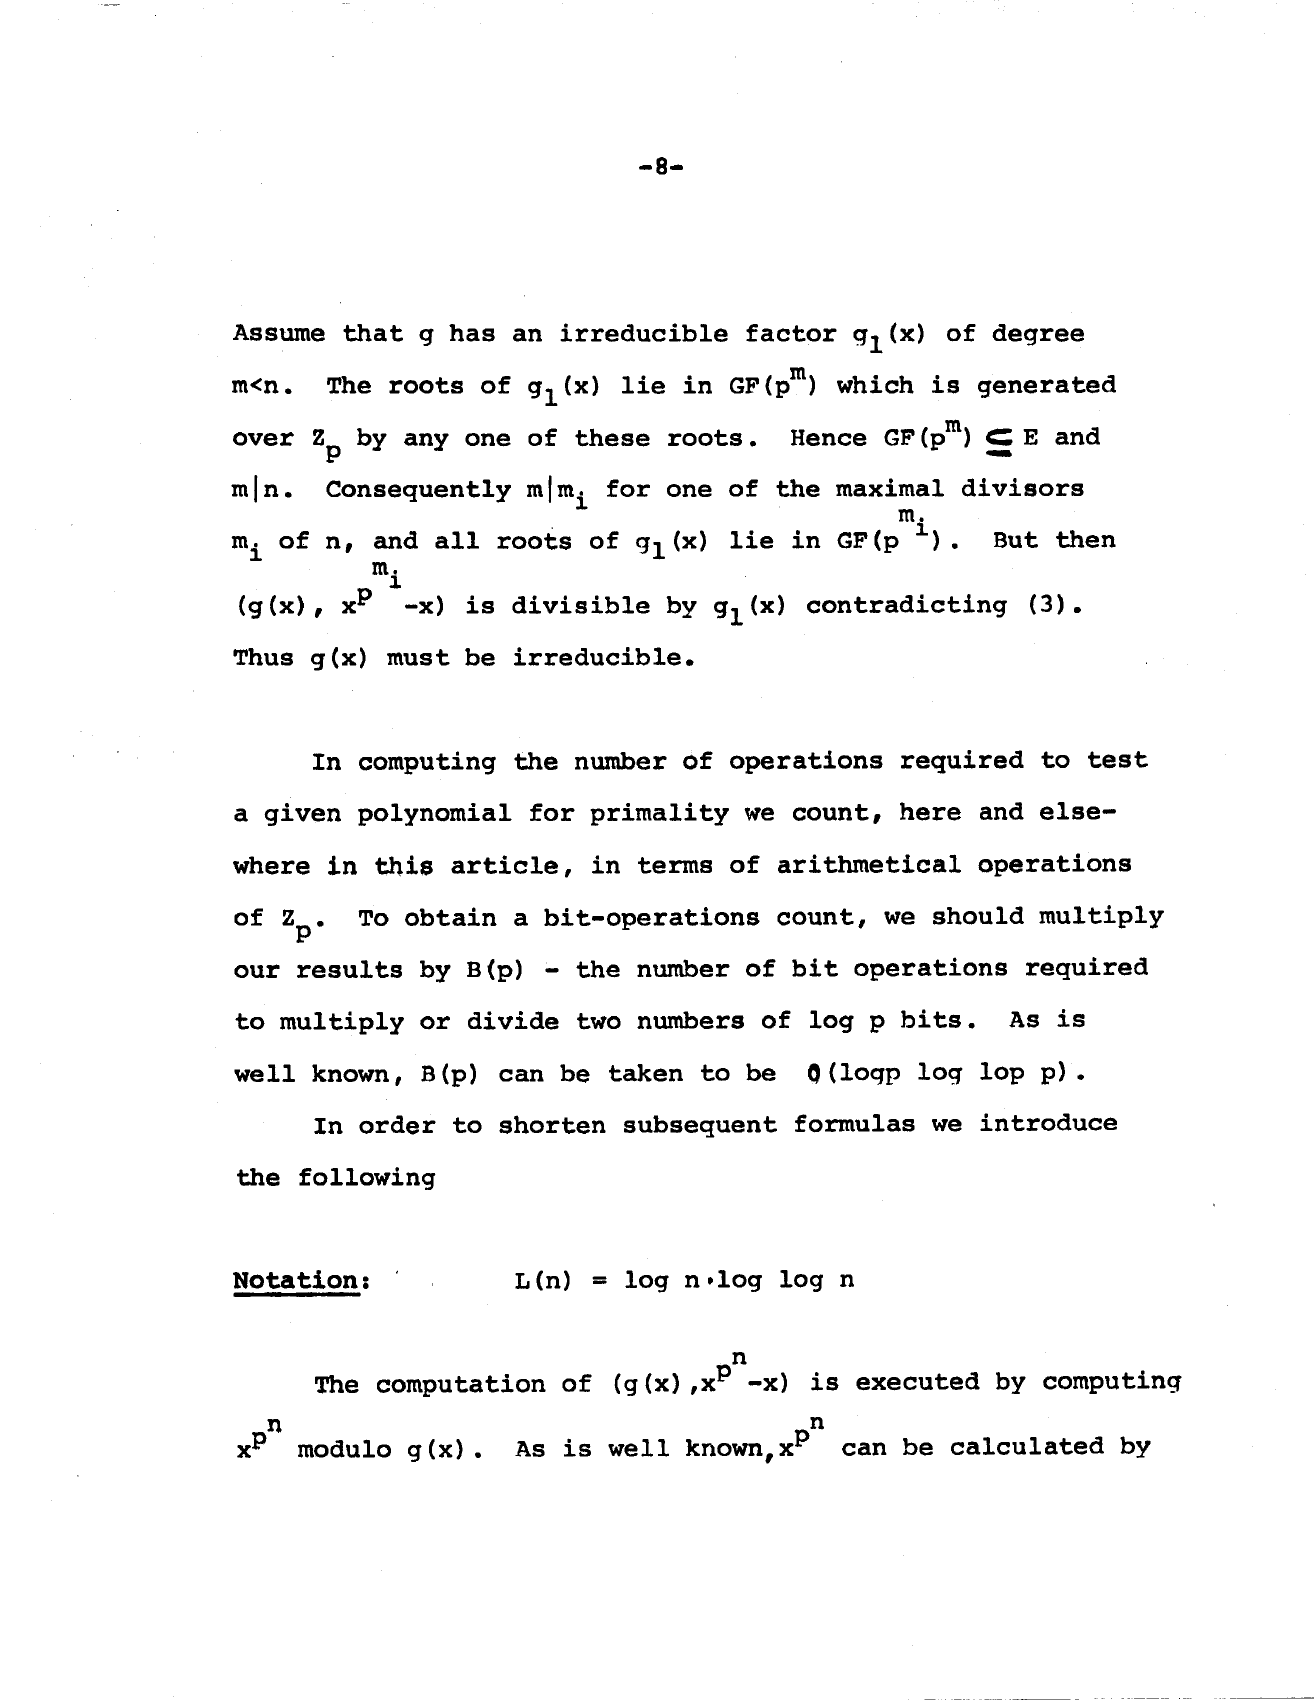 -8-
Assume that g has an irreducible factor g₁(x) of degree
m<n. The roots of g₁(x) lie in GF(p^m) which is generated
over Z_p by any one of these roots. Hence GF(p^m) ⊆ E and
m|n. Consequently m|m_i for one of the maximal divisors
m_i of n, and all roots of g₁(x) lie in GF(p^{m_i}). But then
(g(x), x^{p^{m_i}}-x) is divisible by g₁(x) contradicting (3).
Thus g(x) must be irreducible.
In computing the number of operations required to test
a given polynomial for primality we count, here and else-
where in this article, in terms of arithmetical operations
of Z_p. To obtain a bit-operations count, we should multiply
our results by B(p) - the number of bit operations required
to multiply or divide two numbers of log p bits. As is
well known, B(p) can be taken to be O(logp log lop p).
In order to shorten subsequent formulas we introduce
the following
Notation: L(n) = log n·log log n
The computation of (g(x),x^{p^n}-x) is executed by computing
x^{p^n} modulo g(x). As is well known,x^{p^n} can be calculated by